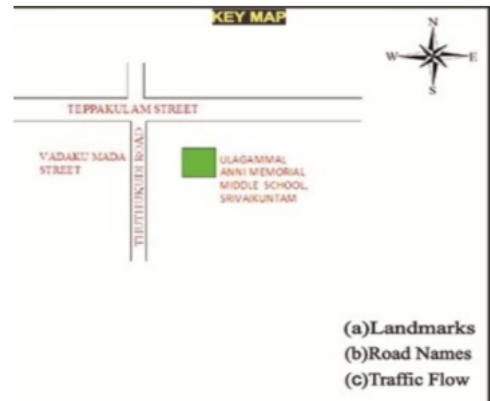 KEY MAP
N
W
E
S
TEPPAKULAM STREET
VADAKU MADA
STREET
THUTHUKUDI ROAD
ULAGAMMAL
ANNI MEMORIAL
MIDDLE SCHOOL,
SRIVAIKUNTAM
(a)Landmarks
(b)Road Names
(c)Traffic Flow